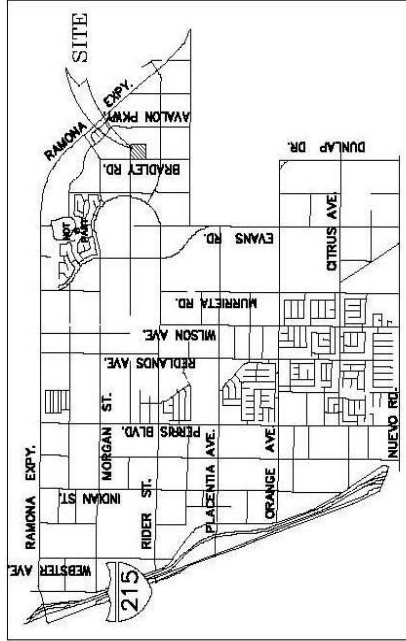 SITE
RAMONA EXPY.
AVALON PKWY.
BRADLEY RD.
DUNLAP DR.
NOT
A
PART
EVANS RD.
CITRUS AVE.
MURRIETA RD.
WILSON AVE.
REDLANDS AVE.
PERRIS BLVD.
RAMONA EXPY.
MORGAN ST.
RIDER ST.
PLACENTIA AVE.
ORANGE AVE.
NUEVO RD.
INDIAN ST.
WEBSTER AVE.
215